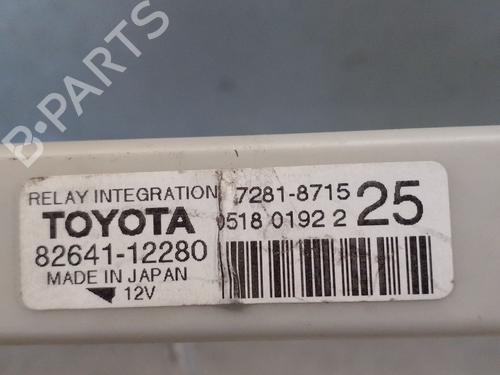 B-PARTS
RELAY INTEGRATION 7281-8715
TOYOTA 0518 0192 2 25
82641-12280
MADE IN JAPAN
12V